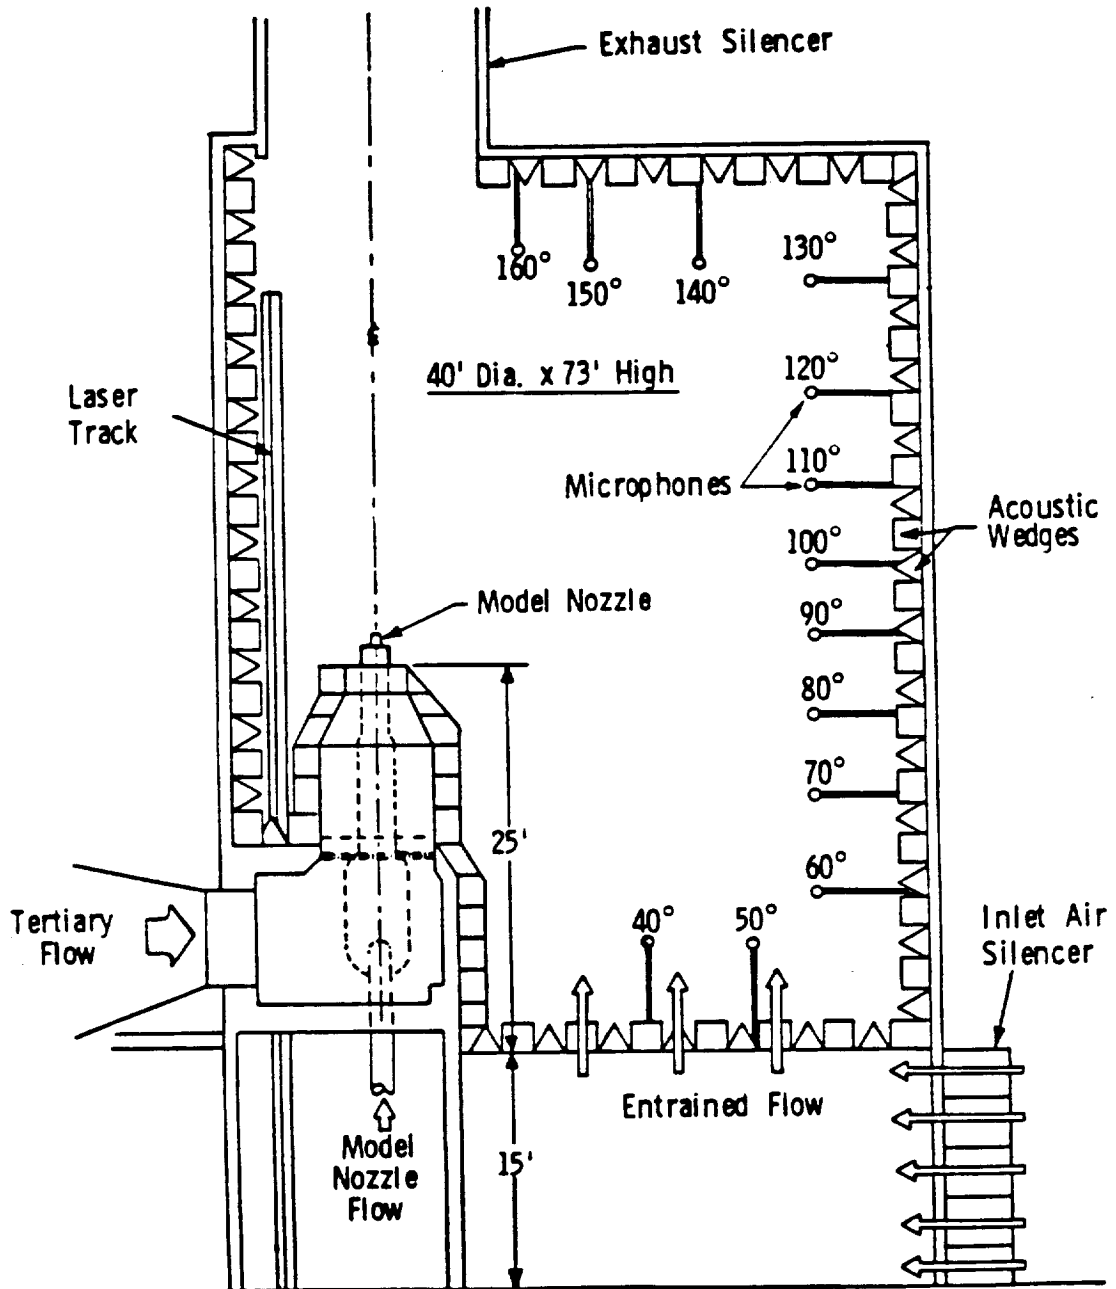 Exhaust Silencer
160°
150°
140°
130°
40' Dia. x 73' High
120°
Laser
Track
110°
Microphones
Acoustic
Wedges
100°
Model Nozzle
90°
80°
70°
25'
60°
Tertiary
Flow
40°
50°
Inlet Air
Silencer
Entrained Flow
Model
Nozzle
Flow
15'